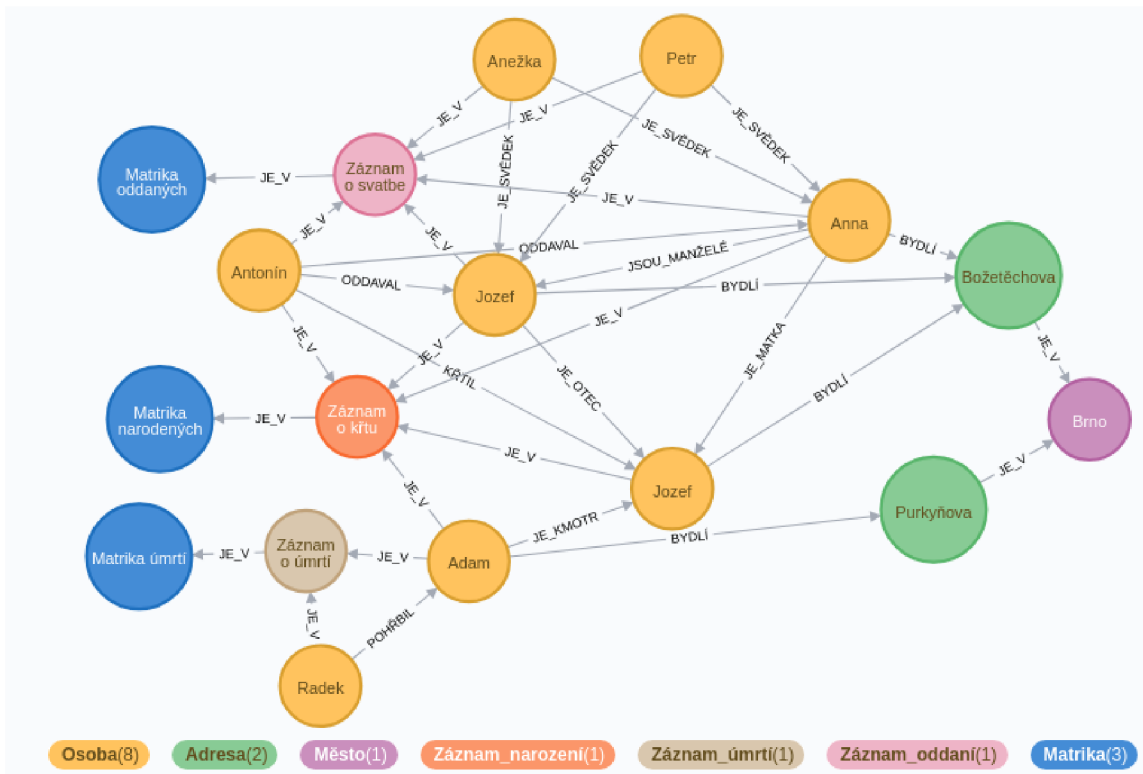 Anežka
Petr
JE_V
JE_V
JE_SVĚDEK
JE_SVĚDEK
JE_SVĚDEK
JE_SVĚDEK
Matrika
oddaných
JE_V
Záznam
o svatbe
JE_V
JE_V
JE_V
Anna
BYDLÍ
ODDAVAL
JSOU_MANŽELÉ
Antonín
ODDAVAL
Jozef
BYDLÍ
Božetěchova
JE_V
JE_V
JE_V
JE_V
KŘTIL
JE_OTEC
JE_MATKA
BYDLÍ
Matrika
narodených
JE_V
Záznam
o křtu
Brno
JE_V
JE_V
JE_V
Jozef
Purkyňova
JE_KMOTR
BYDLÍ
Matrika úmrtí
JE_V
Záznam
o úmrtí
JE_V
Adam
JE_V
POHŘBIL
Radek
Osoba(8) Adresa(2) Město(1) Záznam_narození(1) Záznam_úmrtí(1) Záznam_oddaní(1) Matrika(3)